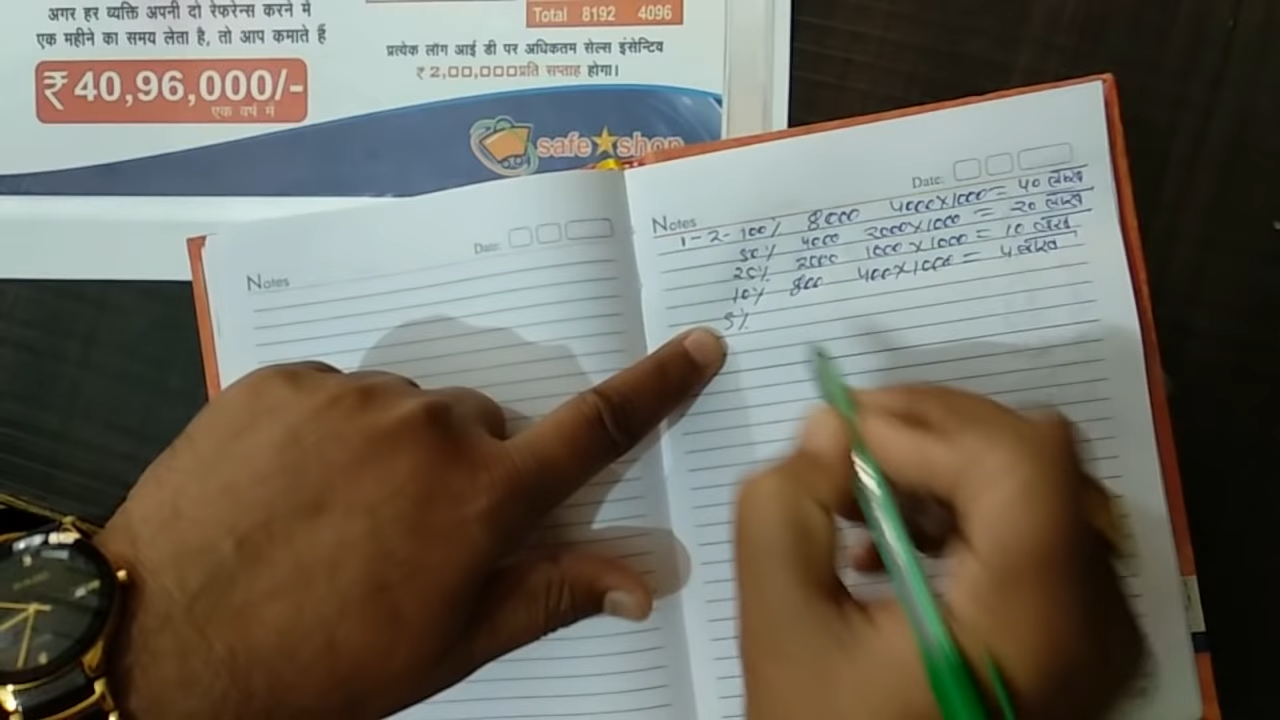 अगर हर व्यक्ति अपनी दो रेफरेन्स करने में
एक महीने का समय लेता है, तो आप कमाते हैं
₹40,96,000/-
एक वर्ष में
Total 8192 4096
प्रत्येक लॉग आई डी पर अधिकतम सेल्स इंसेन्टिव
₹ 2,00,000प्रति सप्ताह होगा।
safe shop
Date:
Notes
Date:
Notes
1-2-100% 8000 4000X1000 = 40 लाख
50% 4000 2000X1000 = 20 लाख
20% 2000 1000X1000 = 10 लाख
10% 800 400X1000 = 4 लाख
5%